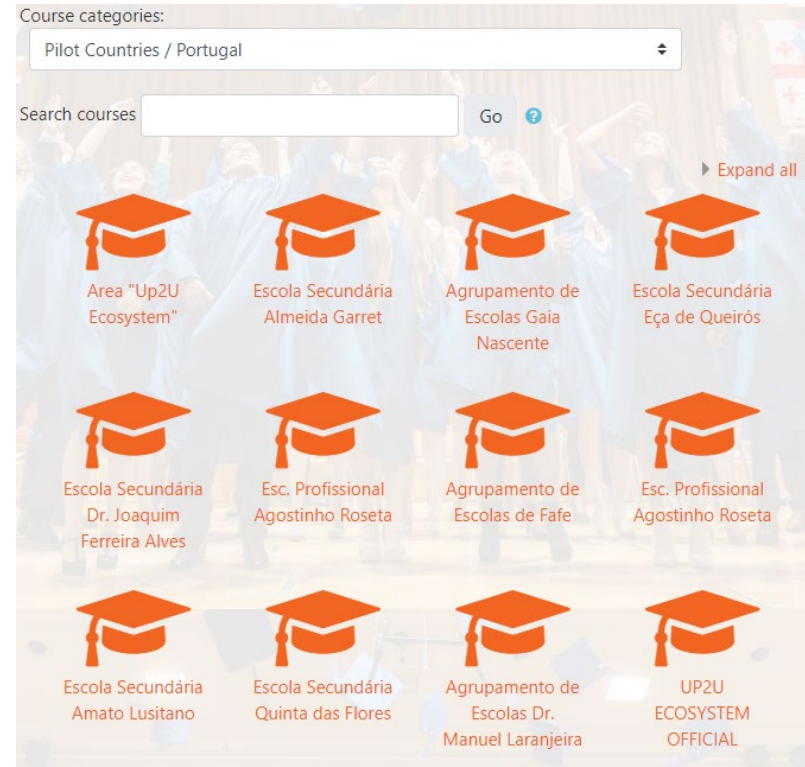 Course categories:
Pilot Countries / Portugal
Search courses
Go
?
Expand all
Area "Up2U
Ecosystem"
Escola Secundária
Almeida Garret
Agrupamento de
Escolas Gaia
Nascente
Escola Secundária
Eça de Queirós
Escola Secundária
Dr. Joaquim
Ferreira Alves
Esc. Profissional
Agostinho Roseta
Agrupamento de
Escolas de Fafe
Esc. Profissional
Agostinho Roseta
Escola Secundária
Amato Lusitano
Escola Secundária
Quinta das Flores
Agrupamento de
Escolas Dr.
Manuel Laranjeira
UP2U
ECOSYSTEM
OFFICIAL